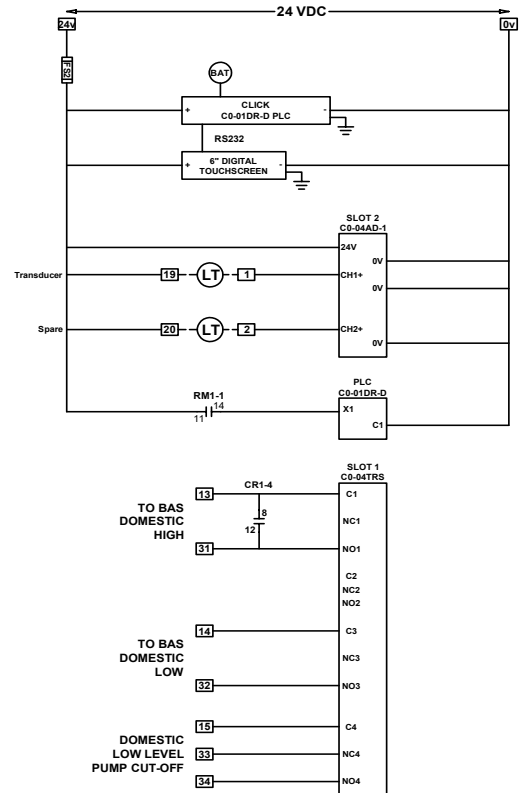 24 VDC
24v
0v
FS2
BAT
CLICK
C0-01DR-D PLC
+
-
RS232
6" DIGITAL
TOUCHSCREEN
+
-
SLOT 2
C0-04AD-1
24V
0V
Transducer
19
LT
1
CH1+
0V
Spare
20
LT
2
CH2+
0V
PLC
C0-01DR-D
RM1-1
11
14
X1
C1
SLOT 1
C0-04TRS
TO BAS
DOMESTIC
HIGH
13
CR1-4
8
12
31
C1
NC1
NO1
C2
NC2
NO2
TO BAS
DOMESTIC
LOW
14
32
C3
NC3
NO3
DOMESTIC
LOW LEVEL
PUMP CUT-OFF
15
33
34
C4
NC4
NO4